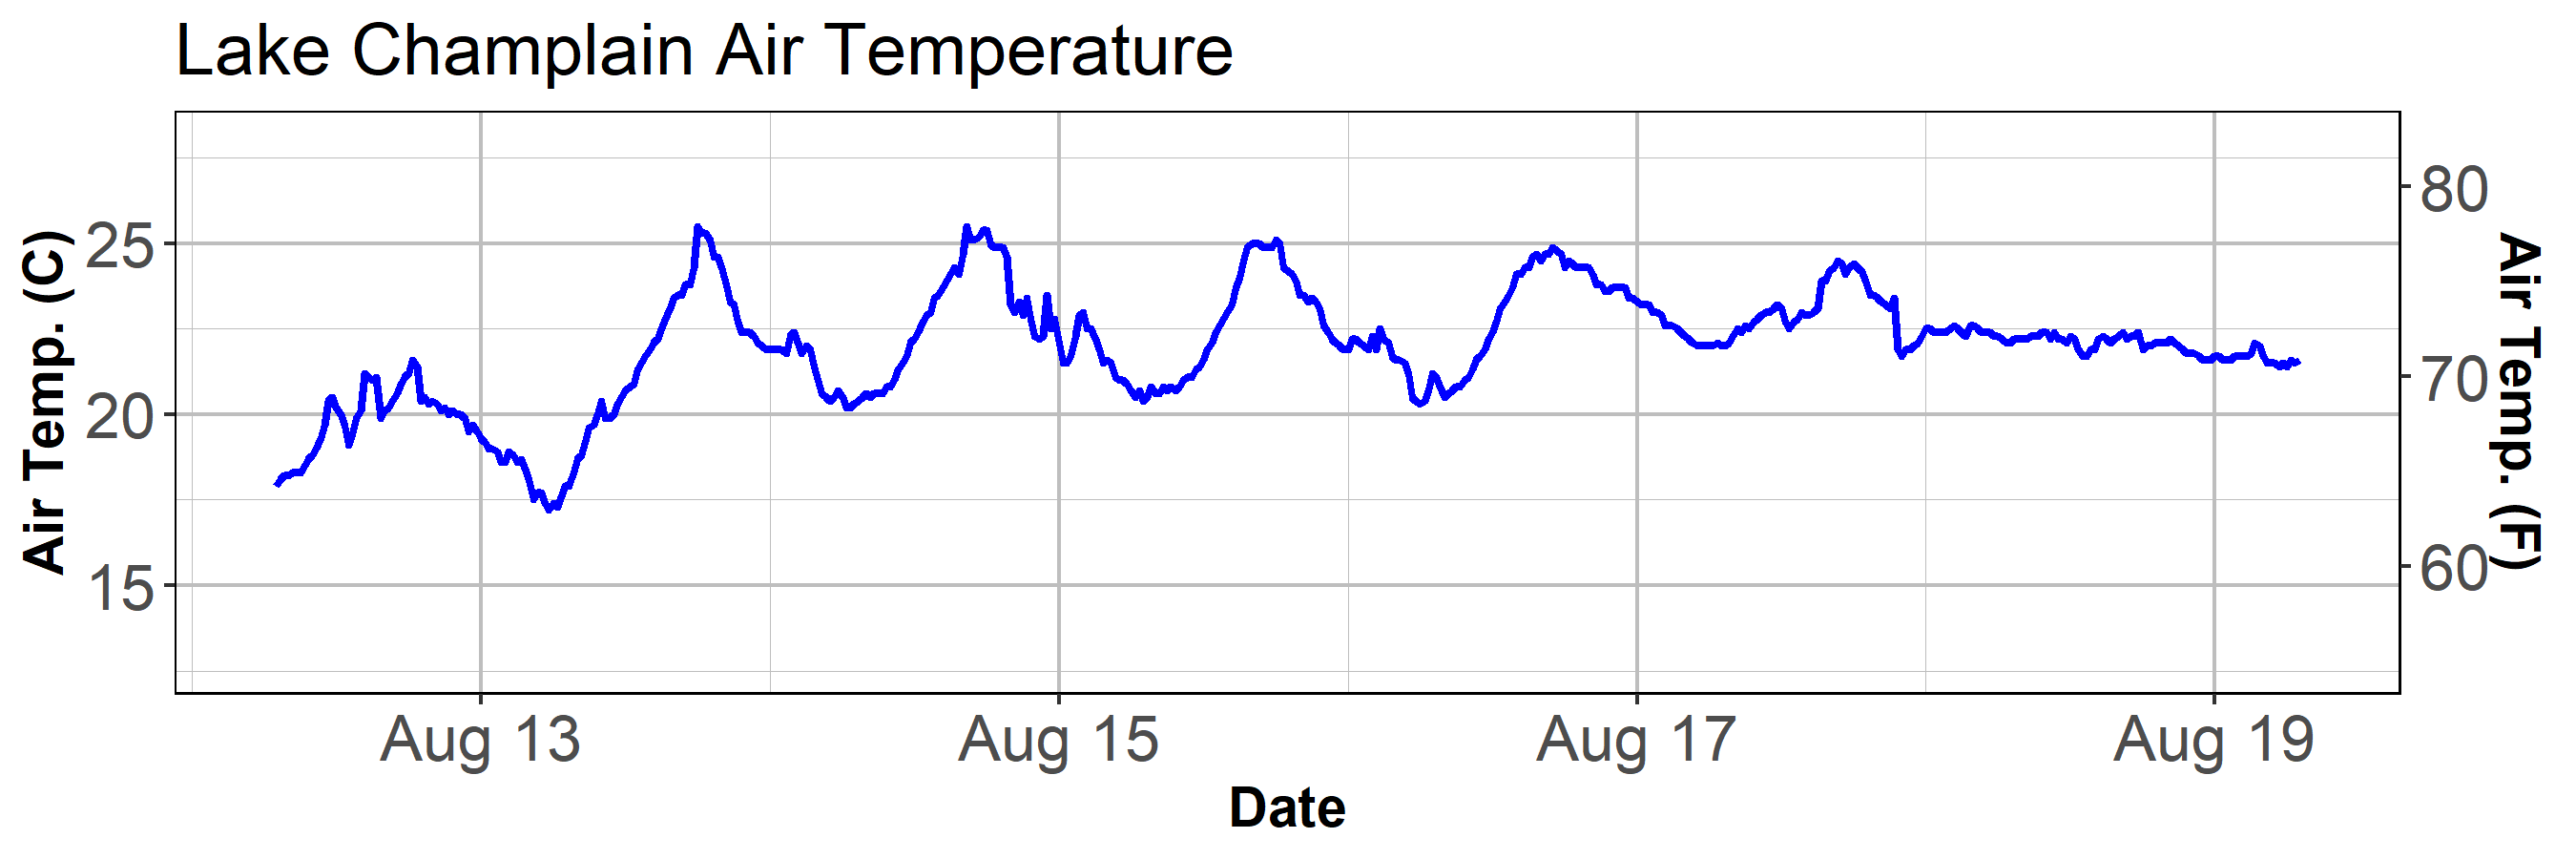 Lake Champlain Air Temperature
Air Temp. (C)
25
20
15
80
70
60
Air Temp. (F)
Aug 13 Aug 15 Aug 17 Aug 19
Date